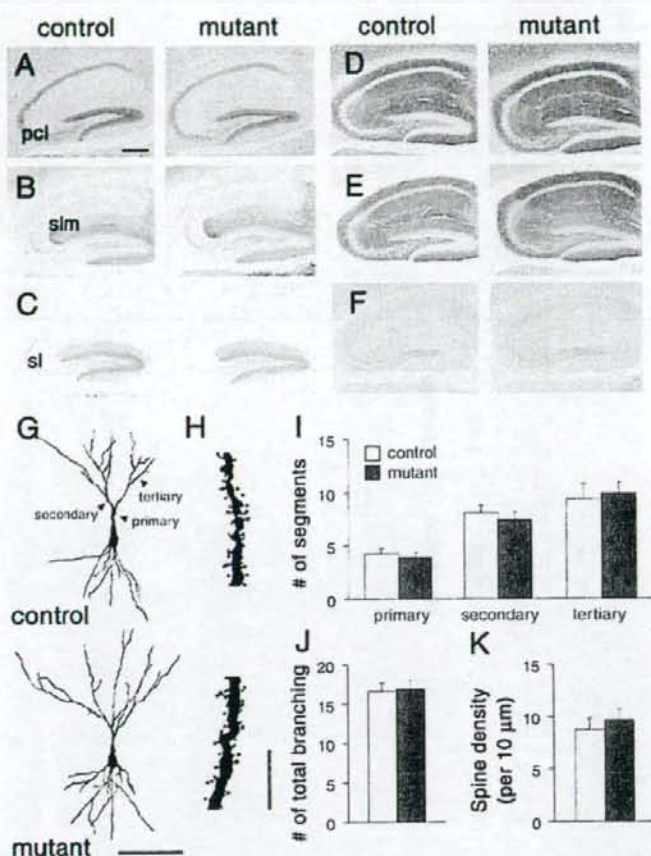 control mutant control mutant
A
D
pcl
B
E
slm
C
F
sl
G
H
I
secondary
tertiary
primary
control
mutant
# of segments
15
10
5
0
control
mutant
primary secondary tertiary
J
# of total branching
20
15
10
5
0
K
Spine density
(per 10 µm)
15
10
5
0